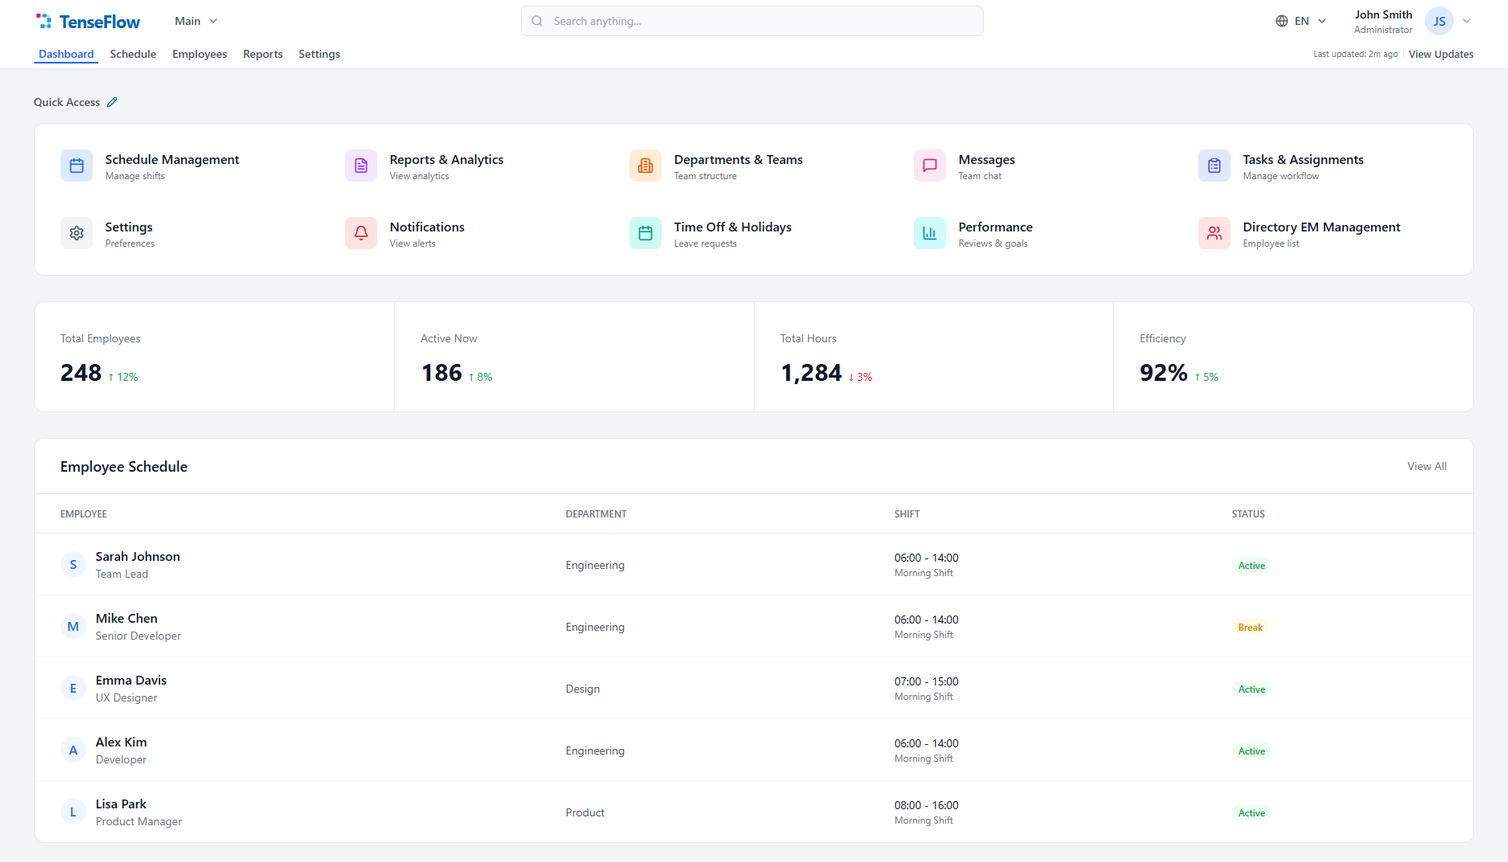 TenseFlow
Main
Search anything...
EN
John Smith
Administrator
JS
Dashboard
Schedule
Employees
Reports
Settings
Last updated: 2m ago
View Updates
Quick Access
Schedule Management
Manage shifts
Reports & Analytics
View analytics
Departments & Teams
Team structure
Messages
Team chat
Tasks & Assignments
Manage workflow
Settings
Preferences
Notifications
View alerts
Time Off & Holidays
Leave requests
Performance
Reviews & goals
Directory EM Management
Employee list
Total Employees
248 ↑ 12%
Active Now
186 ↑ 8%
Total Hours
1,284 ↓ 3%
Efficiency
92% ↑ 5%
Employee Schedule
View All
EMPLOYEE
DEPARTMENT
SHIFT
STATUS
S
Sarah Johnson
Team Lead
Engineering
06:00 - 14:00
Morning Shift
Active
M
Mike Chen
Senior Developer
Engineering
06:00 - 14:00
Morning Shift
Break
E
Emma Davis
UX Designer
Design
07:00 - 15:00
Morning Shift
Active
A
Alex Kim
Developer
Engineering
06:00 - 14:00
Morning Shift
Active
L
Lisa Park
Product Manager
Product
08:00 - 16:00
Morning Shift
Active